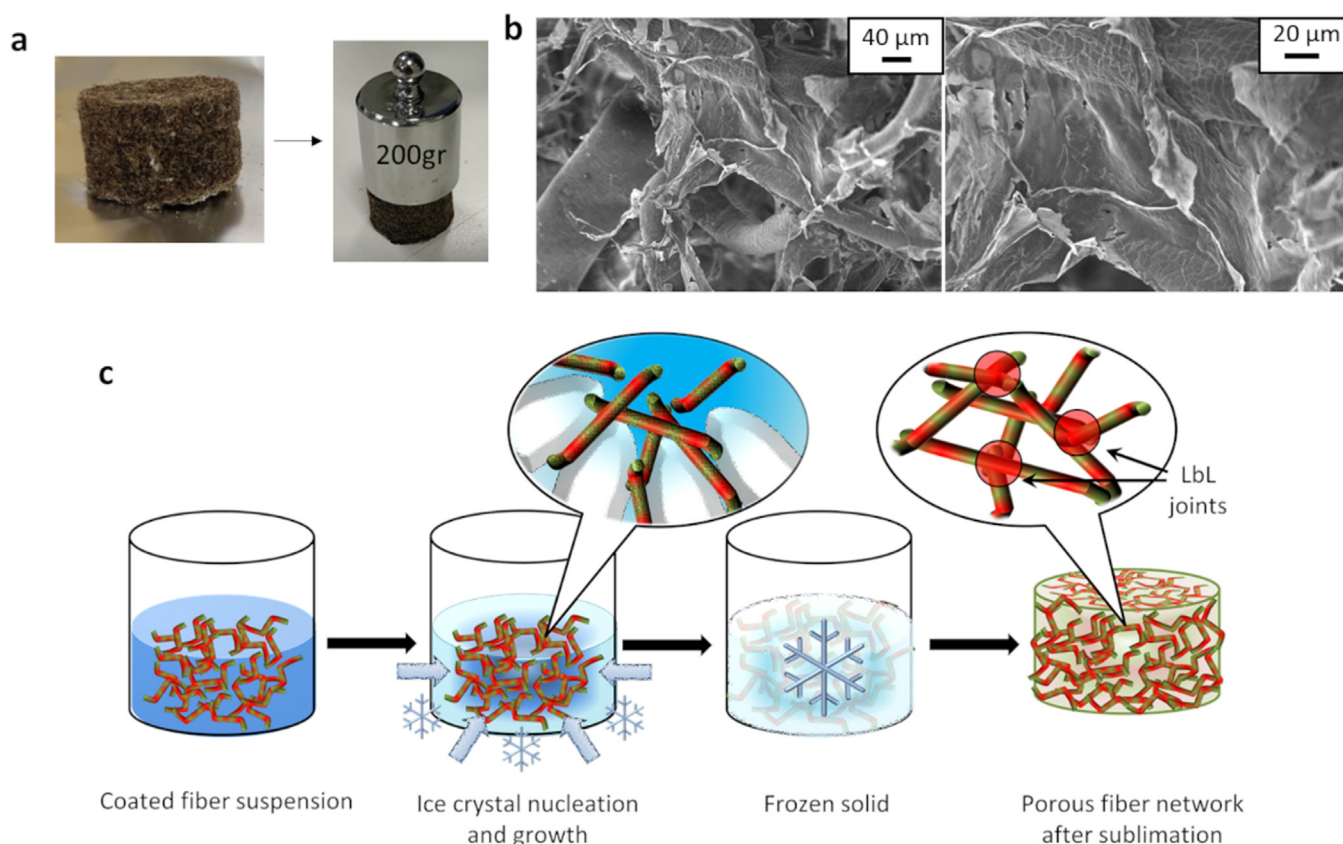 a
200gr
b
40 µm
20 µm
c
LbL
joints
Coated fiber suspension
Ice crystal nucleation
and growth
Frozen solid
Porous fiber network
after sublimation